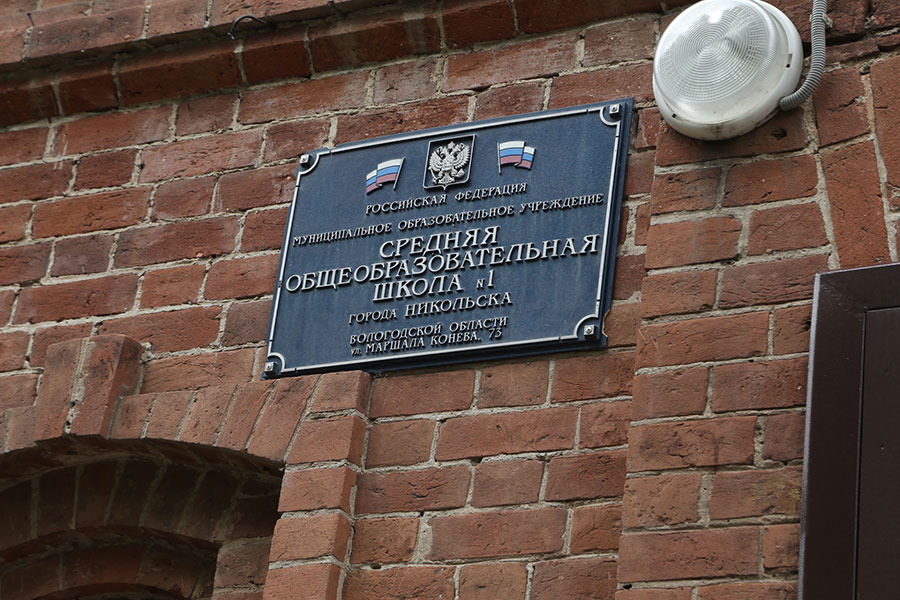 РОССИЙСКАЯ ФЕДЕРАЦИЯ
МУНИЦИПАЛЬНОЕ ОБРАЗОВАТЕЛЬНОЕ УЧРЕЖДЕНИЕ
СРЕДНЯЯ
ОБЩЕОБРАЗОВАТЕЛЬНАЯ
ШКОЛА №1
ГОРОДА НИКОЛЬСКА
ВОЛОГОДСКОЙ ОБЛАСТИ
УЛ. МАРШАЛА КОНЕВА, 73